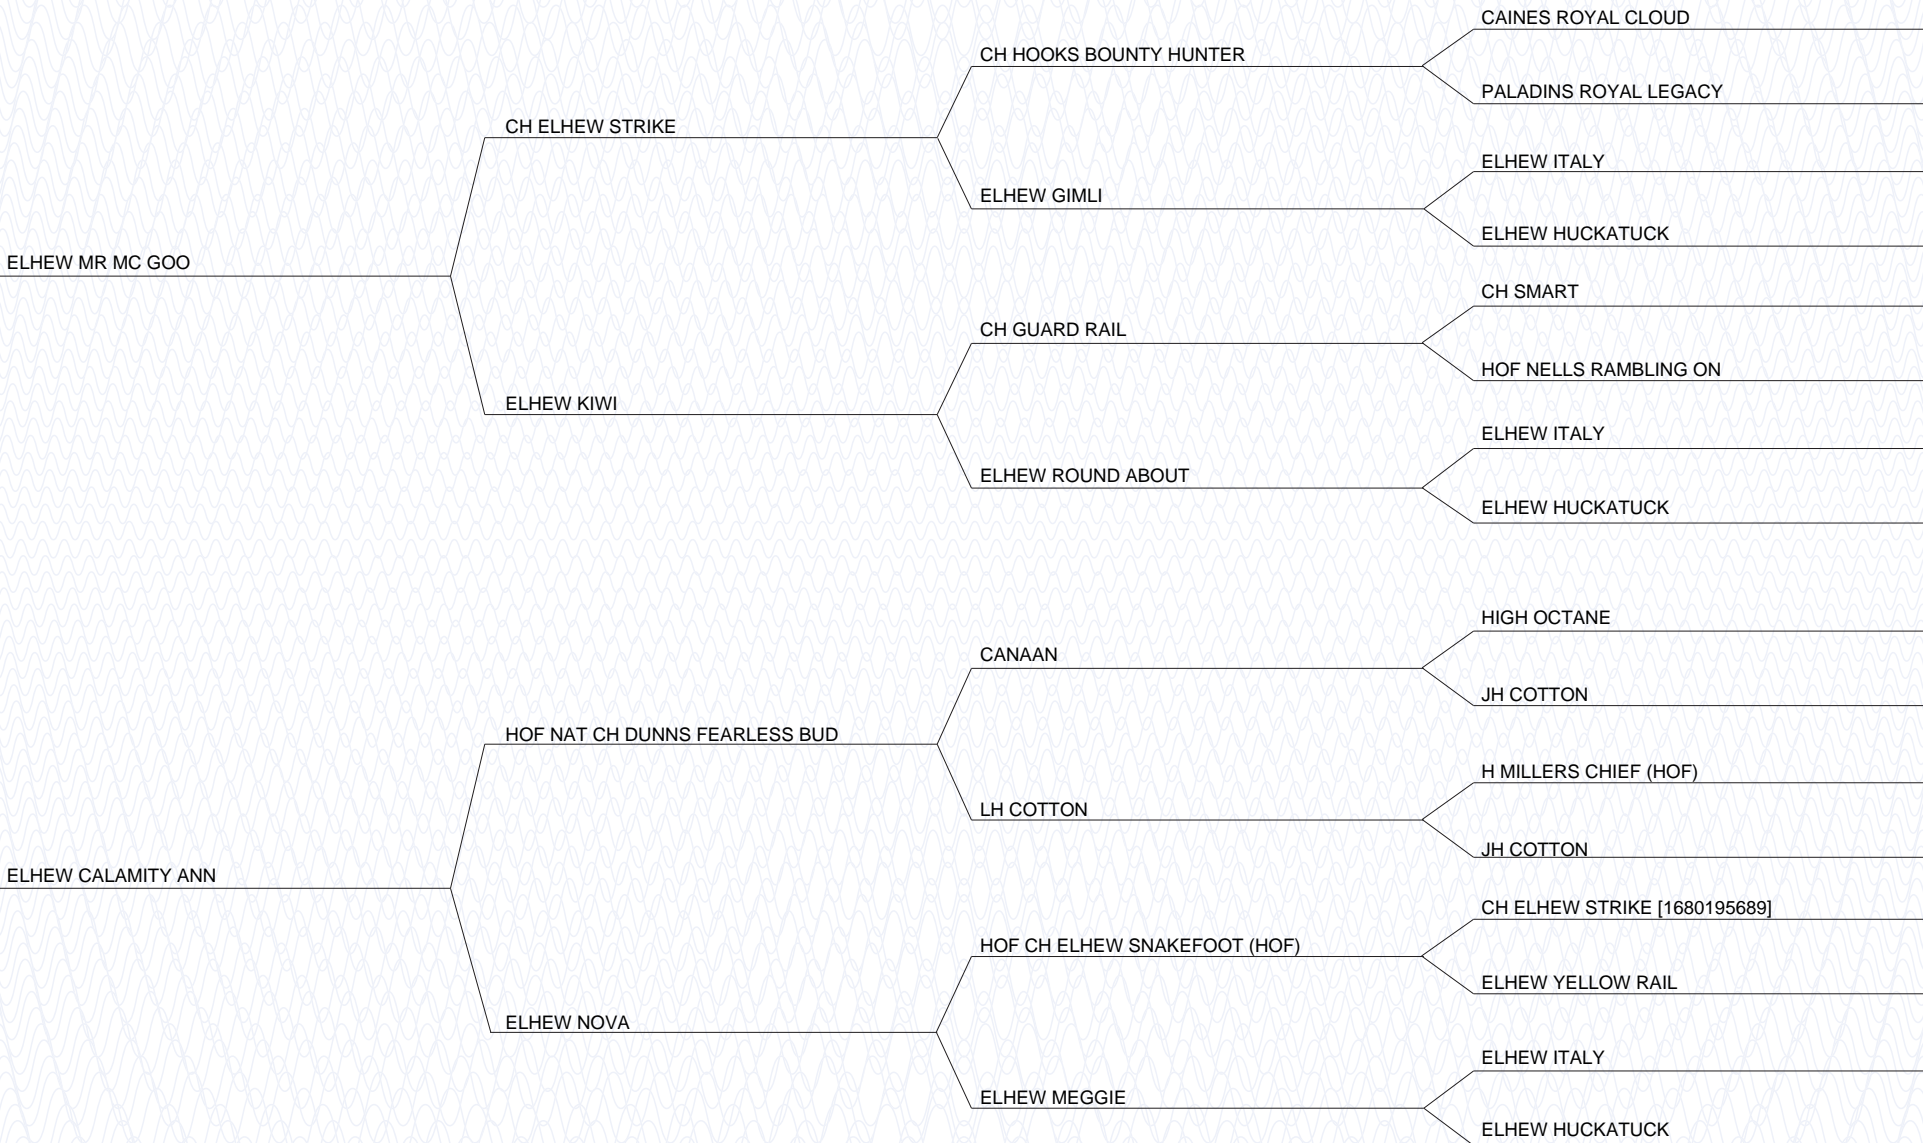 CAINES ROYAL CLOUD
CH HOOKS BOUNTY HUNTER
PALADINS ROYAL LEGACY
CH ELHEW STRIKE
ELHEW ITALY
ELHEW GIMLI
ELHEW HUCKATUCK
ELHEW MR MC GOO
CH SMART
CH GUARD RAIL
HOF NELLS RAMBLING ON
ELHEW KIWI
ELHEW ITALY
ELHEW ROUND ABOUT
ELHEW HUCKATUCK
HIGH OCTANE
CANAAN
JH COTTON
HOF NAT CH DUNNS FEARLESS BUD
H MILLERS CHIEF (HOF)
LH COTTON
JH COTTON
ELHEW CALAMITY ANN
CH ELHEW STRIKE [1680195689]
HOF CH ELHEW SNAKEFOOT (HOF)
ELHEW YELLOW RAIL
ELHEW NOVA
ELHEW ITALY
ELHEW MEGGIE
ELHEW HUCKATUCK